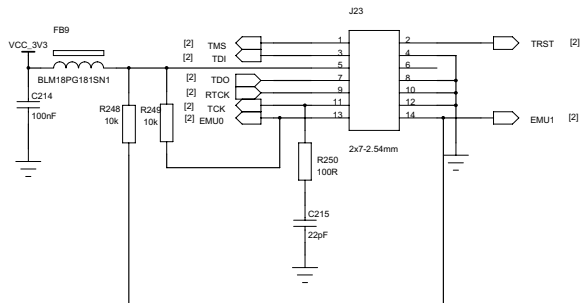 J23
FB9
VCC_3V3
BLM18PG181SN1
C214
100nF
R248
10k
R249
10k
[2] TMS 1 2 TRST [2]
[2] TDI 3 4
5 6
[2] TDO 7 8
[2] RTCK 9 10
[2] TCK 11 12
[2] EMU0 13 14 EMU1 [2]
2x7-2.54mm
R250
100R
C215
22pF